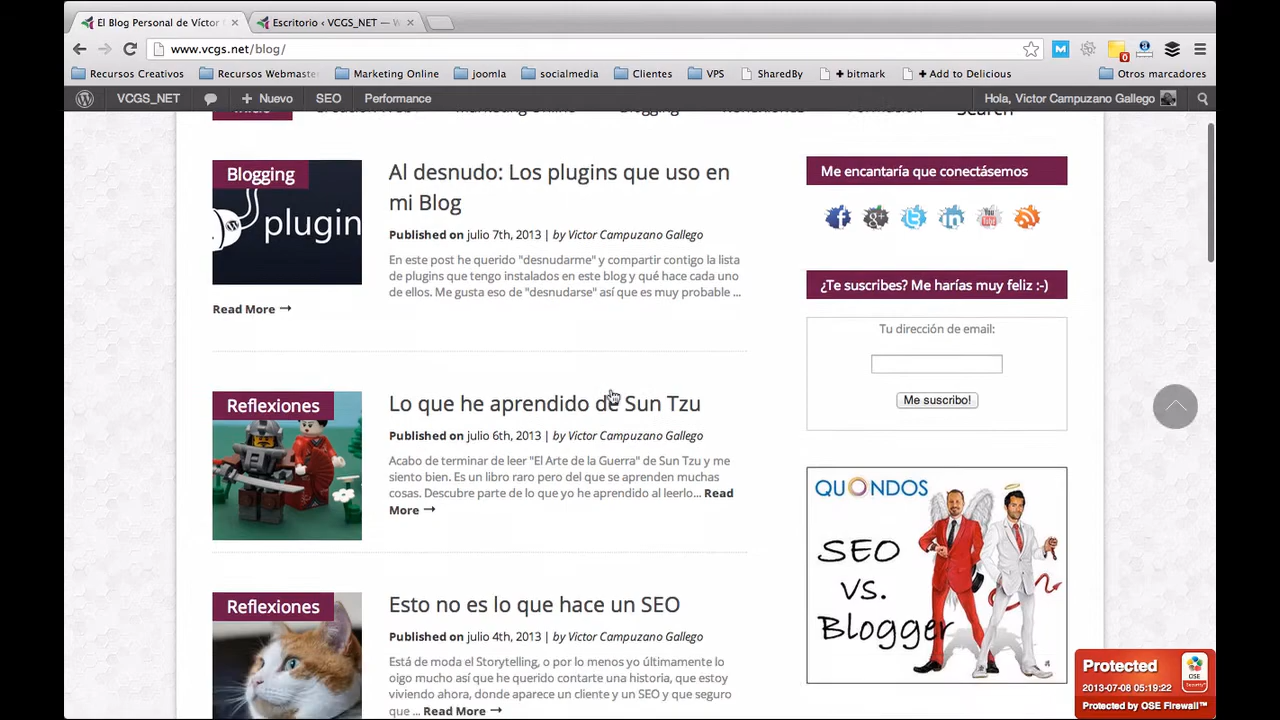 El Blog Personal de Víctor
Escritorio ‹ VCGS_NET — W
www.vcgs.net/blog/
Recursos Creativos
Recursos Webmaste
Marketing Online
joomla
socialmedia
Clientes
VPS
SharedBy
+ bitmark
+ Add to Delicious
Otros marcadores
VCGS_NET
+ Nuevo
SEO
Performance
Hola, Victor Campuzano Gallego
Inicio
Marketing Online
Blogging
Reflexiones
Formación
Search
Blogging
plugin
Al desnudo: Los plugins que uso en
mi Blog
Published on julio 7th, 2013 | by Victor Campuzano Gallego
En este post he querido "desnudarme" y compartir contigo la lista
de plugins que tengo instalados en este blog y qué hace cada uno
de ellos. Me gusta eso de "desnudarse" así que es muy probable ...
Read More →
Reflexiones
Lo que he aprendido de Sun Tzu
Published on julio 6th, 2013 | by Victor Campuzano Gallego
Acabo de terminar de leer "El Arte de la Guerra" de Sun Tzu y me
siento bien. Es un libro raro pero del que se aprenden muchas
cosas. Descubre parte de lo que yo he aprendido al leerlo... Read
More →
Reflexiones
Esto no es lo que hace un SEO
Published on julio 4th, 2013 | by Victor Campuzano Gallego
Está de moda el Storytelling, o por lo menos yo últimamente lo
oigo mucho así que he querido contarte una historia, que estoy
viviendo ahora, donde aparece un cliente y un SEO y que seguro
que ... Read More →
Me encantaría que conectásemos
¿Te suscribes? Me harías muy feliz :-)
Tu dirección de email:
Me suscribo!
QUONDOS
SEO
vs.
Blogger
Protected
2013-07-08 05:19:22
Protected by OSE Firewall™